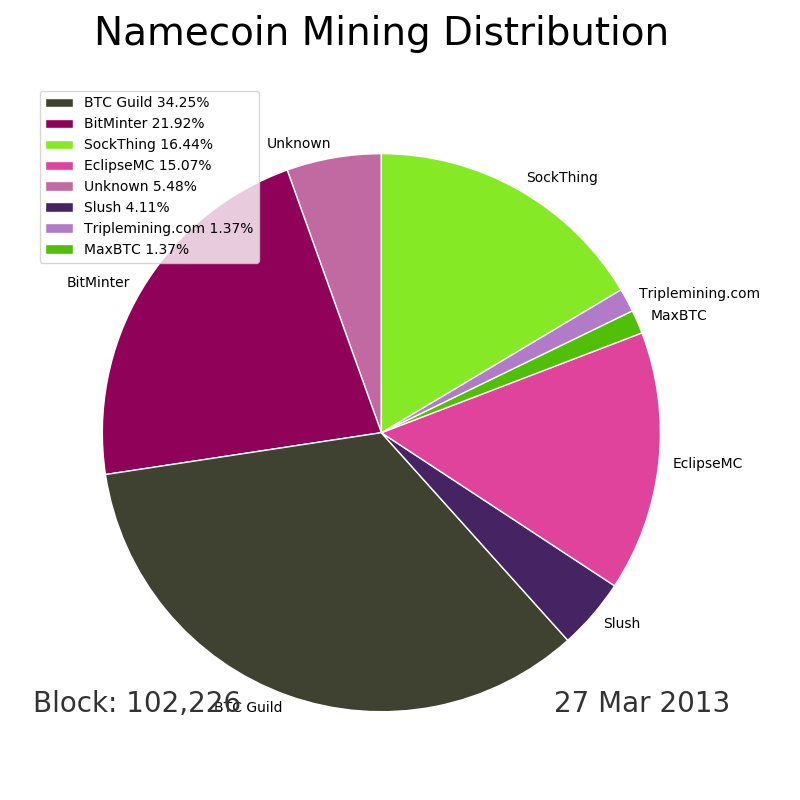 Namecoin Mining Distribution
BTC Guild 34.25%
BitMinter 21.92%
SockThing 16.44%
EclipseMC 15.07%
Unknown 5.48%
Slush 4.11%
Triplemining.com 1.37%
MaxBTC 1.37%
Unknown
SockThing
BitMinter
Triplemining.com
MaxBTC
EclipseMC
Slush
BTC Guild
Block: 102,226
27 Mar 2013